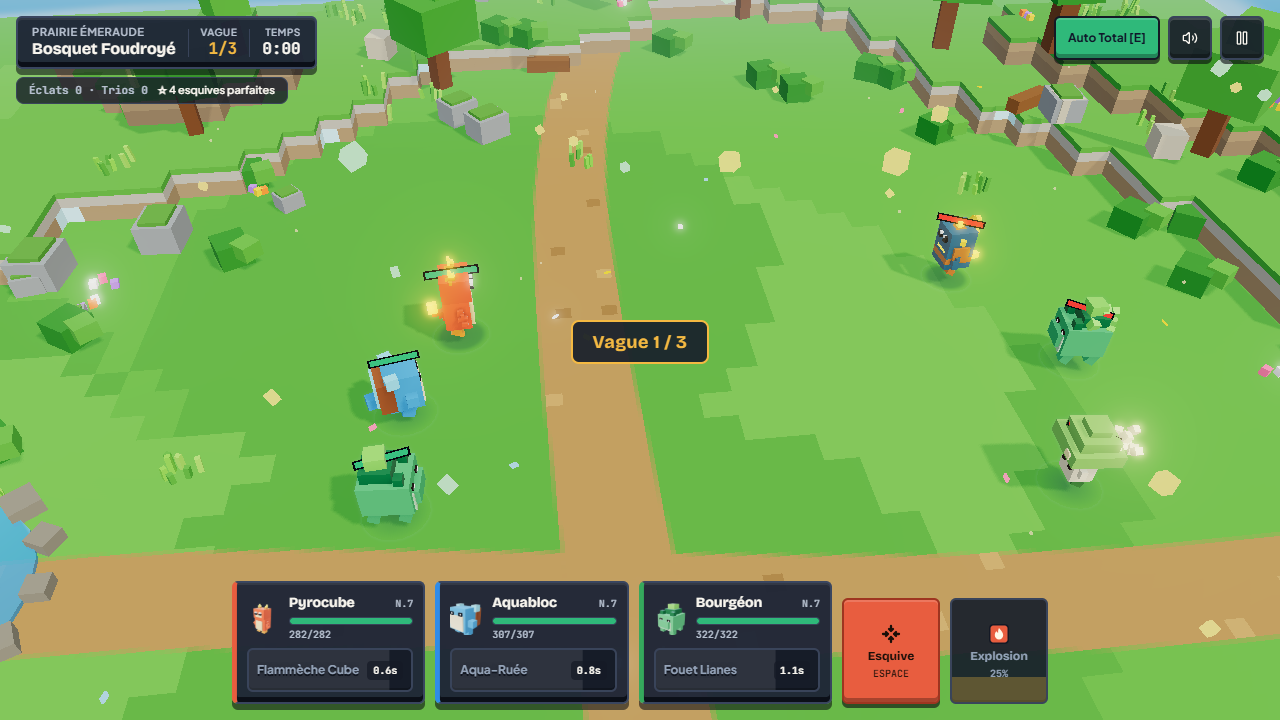 PRAIRIE ÉMERAUDE
Bosquet Foudroyé
VAGUE
1/3
TEMPS
0:00
Éclats 0 · Trios 0 ★ 4 esquives parfaites
Auto Total [E]
Vague 1 / 3
Pyrocube N.7
282/282
Flammèche Cube 0.6s
Aquabloc N.7
307/307
Aqua-Ruée 0.8s
Bourgéon N.7
322/322
Fouet Lianes 1.1s
Esquive
ESPACE
Explosion
25%